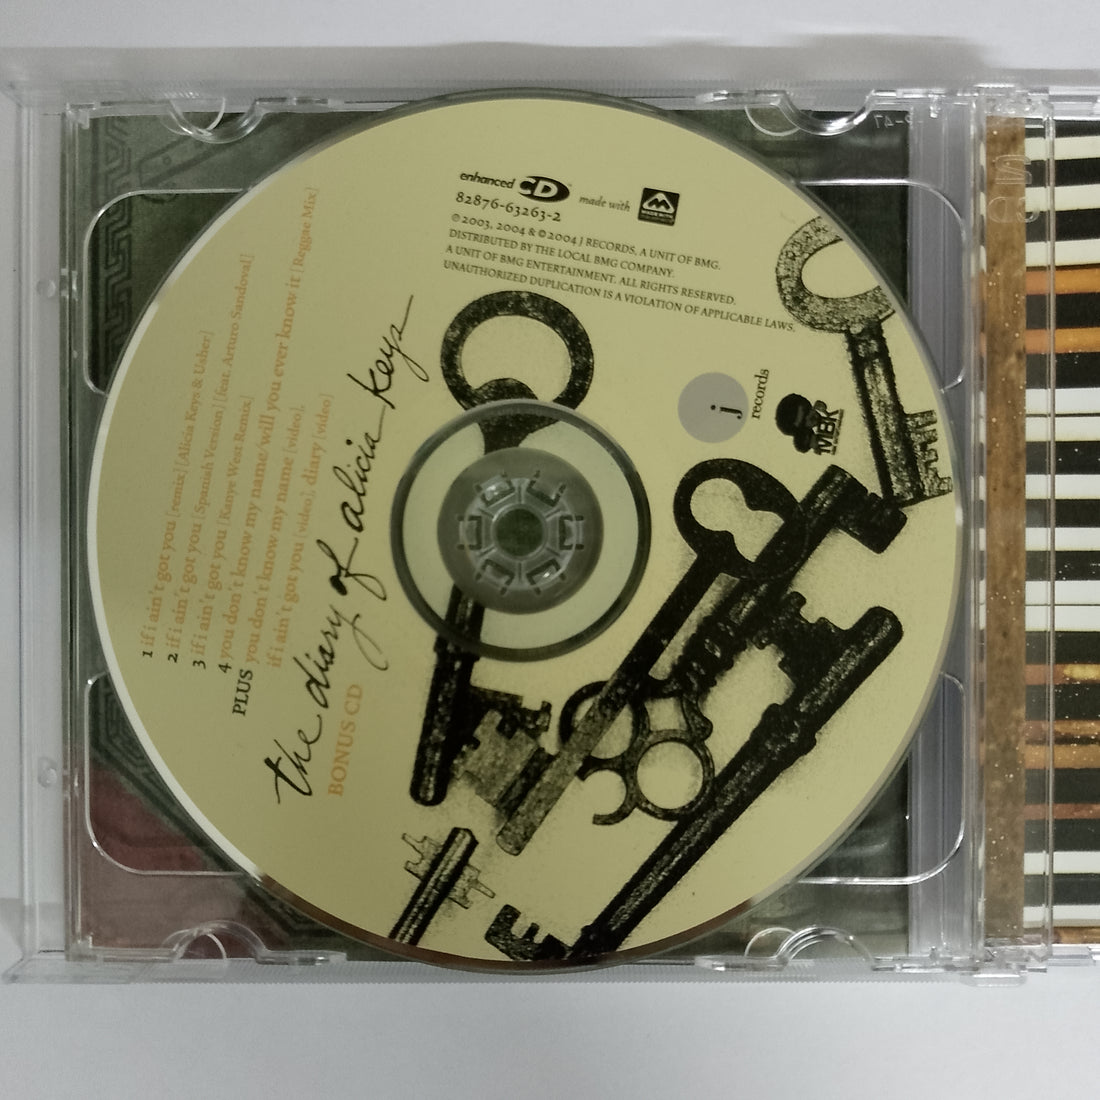 enhanced CD made with
82876-63263-2
℗ 2003, 2004 & © 2004 J RECORDS, A UNIT OF BMG.
DISTRIBUTED BY THE LOCAL BMG COMPANY.
A UNIT OF BMG ENTERTAINMENT. ALL RIGHTS RESERVED.
UNAUTHORIZED DUPLICATION IS A VIOLATION OF APPLICABLE LAWS.
j records
MBK
1 if i ain't got you [remix] [Alicia Keys & Usher]
2 if i ain't got you [Spanish Version] [feat. Arturo Sandoval]
3 if i ain't got you [Kanye West Remix]
4 you don't know my name/will you ever know it [Reggae Mix]
PLUS you don't know my name [video],
if i ain't got you [video], diary [video]
the diary of alicia keys
BONUS CD